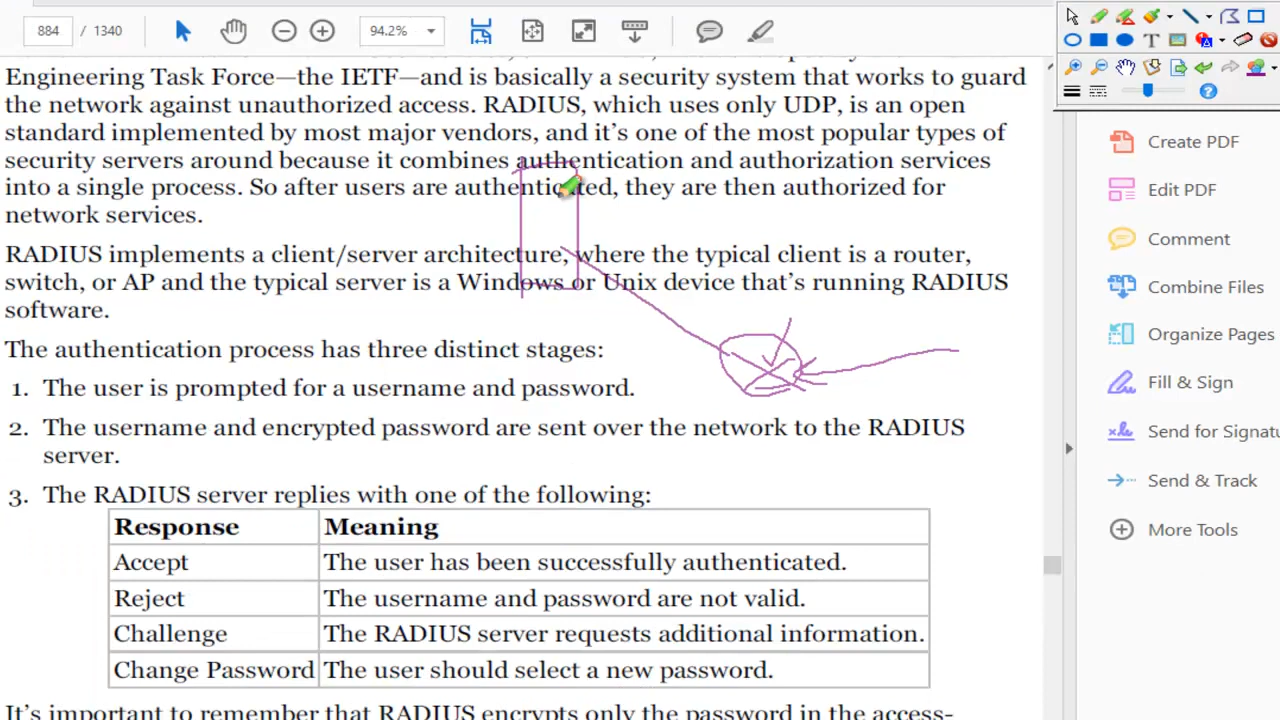 884 / 1340
94.2%
Engineering Task Force—the IETF—and is basically a security system that works to guard
the network against unauthorized access. RADIUS, which uses only UDP, is an open
standard implemented by most major vendors, and it's one of the most popular types of
security servers around because it combines authentication and authorization services
into a single process. So after users are authenticated, they are then authorized for
network services.
RADIUS implements a client/server architecture, where the typical client is a router,
switch, or AP and the typical server is a Windows or Unix device that's running RADIUS
software.
The authentication process has three distinct stages:
1. The user is prompted for a username and password.
2. The username and encrypted password are sent over the network to the RADIUS
server.
3. The RADIUS server replies with one of the following:
Response Meaning
Accept The user has been successfully authenticated.
Reject The username and password are not valid.
Challenge The RADIUS server requests additional information.
Change Password The user should select a new password.
It's important to remember that RADIUS encrypts only the password in the access-
Create PDF
Edit PDF
Comment
Combine Files
Organize Pages
Fill & Sign
Send for Signatu
Send & Track
More Tools